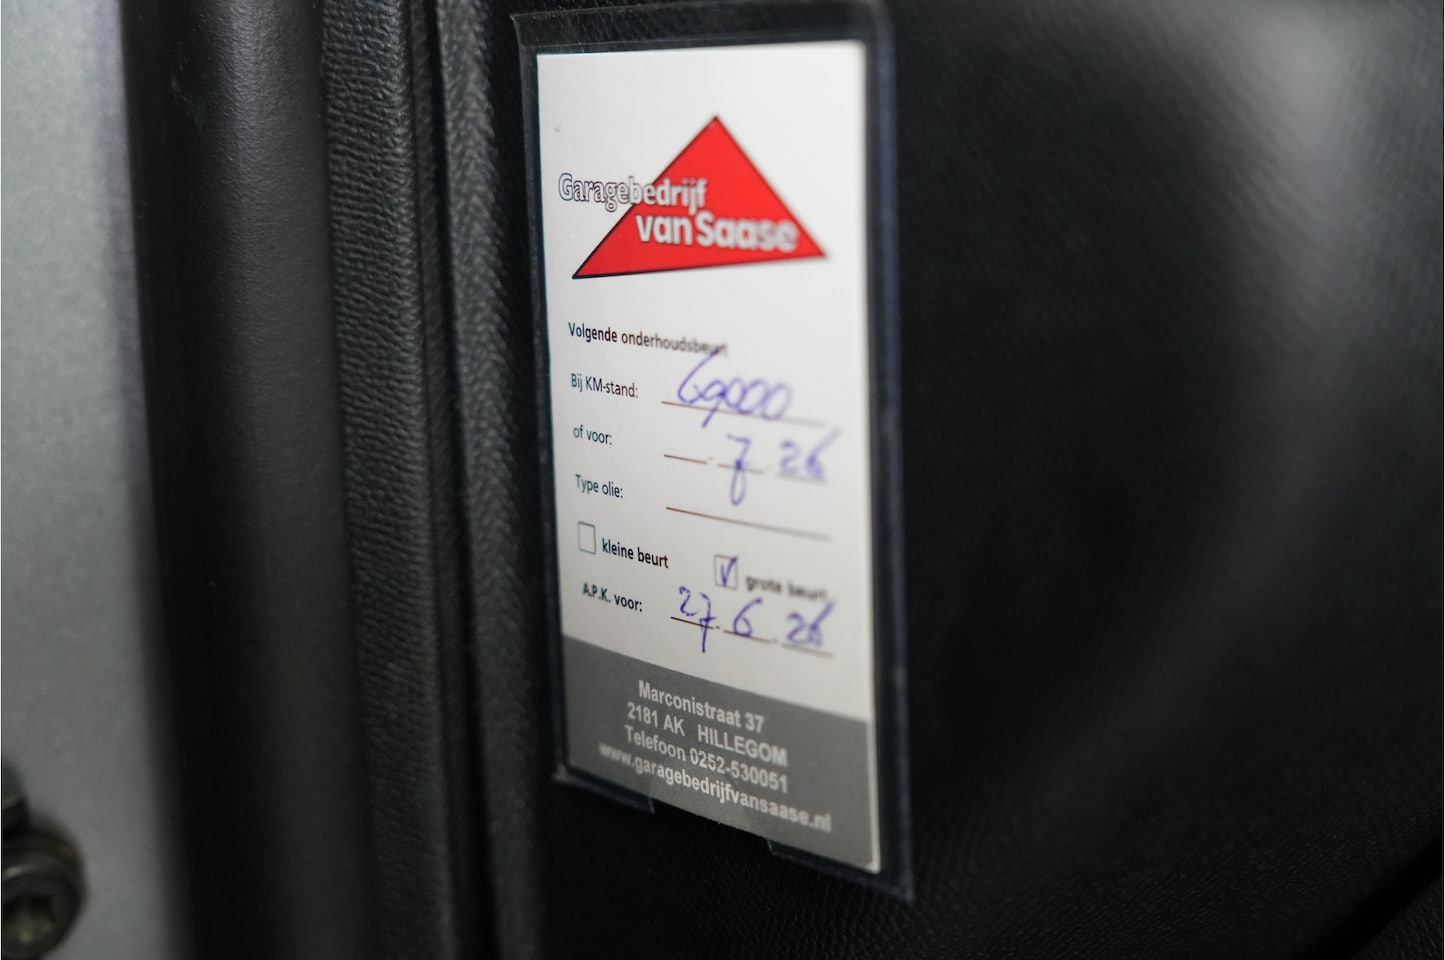 Garagebedrijf
van Saase
Volgende onderhoudsbeurt
Bij KM-stand: 69000
of voor: . 7 . 26
Type olie:
kleine beurt grote beurt
A.P.K. voor: 27 . 6 . 26
Marconistraat 37
2181 AK HILLEGOM
Telefoon 0252-530051
www.garagebedrijfvansaase.nl